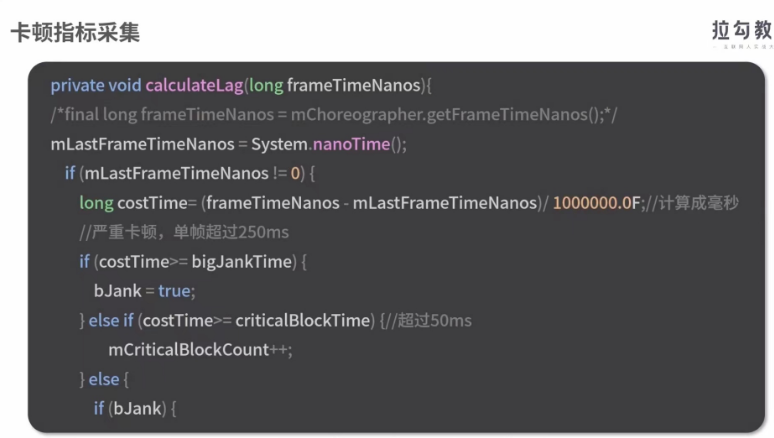 卡顿指标采集
拉勾教
private void calculateLag(long frameTimeNanos){
/*final long frameTimeNanos = mChoreographer.getFrameTimeNanos();*/
mLastFrameTimeNanos = System.nanoTime();
if (mLastFrameTimeNanos != 0) {
long costTime= (frameTimeNanos - mLastFrameTimeNanos)/ 1000000.0F;//计算成毫秒
//严重卡顿，单帧超过250ms
if (costTime>= bigJankTime) {
bJank = true;
} else if (costTime>= criticalBlockTime) {//超过50ms
mCriticalBlockCount++;
} else {
if (bJank) {